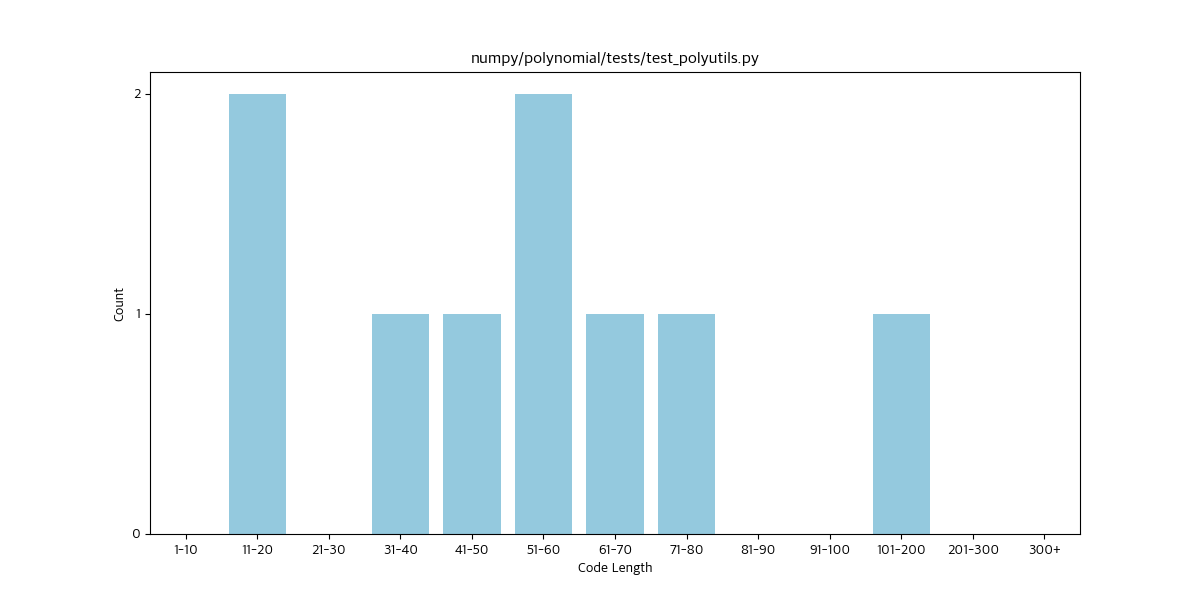 numpy/polynomial/tests/test_polyutils.py
Count
2
1
0
1-10 11-20 21-30 31-40 41-50 51-60 61-70 71-80 81-90 91-100 101-200 201-300 300+
Code Length